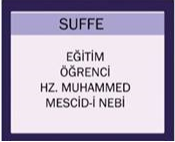 SUFFE
EĞİTİM
ÖĞRENCİ
HZ. MUHAMMED
MESCİD-İ NEBİ